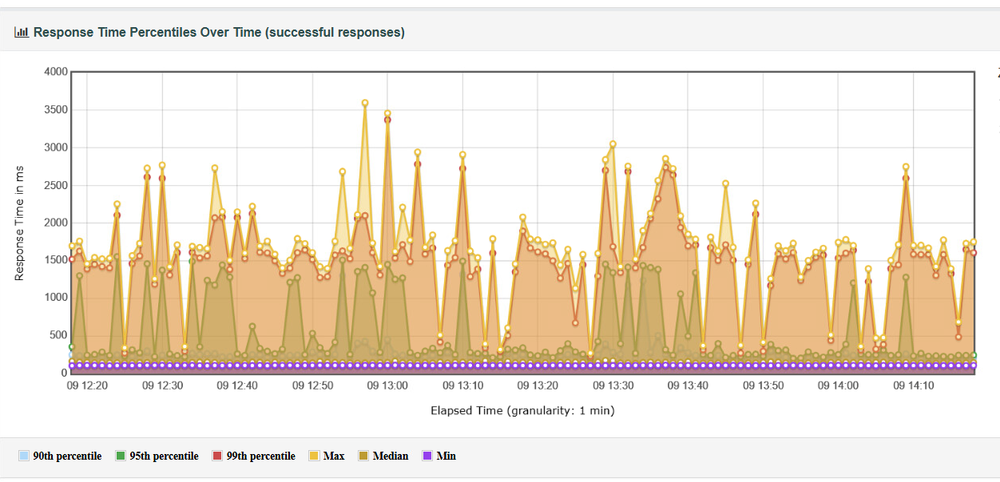 Response Time Percentiles Over Time (successful responses)
4000
3500
3000
2500
2000
1500
1000
500
0
Response Time in ms
09 12:20 09 12:30 09 12:40 09 12:50 09 13:00 09 13:10 09 13:20 09 13:30 09 13:40 09 13:50 09 14:00 09 14:10
Elapsed Time (granularity: 1 min)
90th percentile 95th percentile 99th percentile Max Median Min